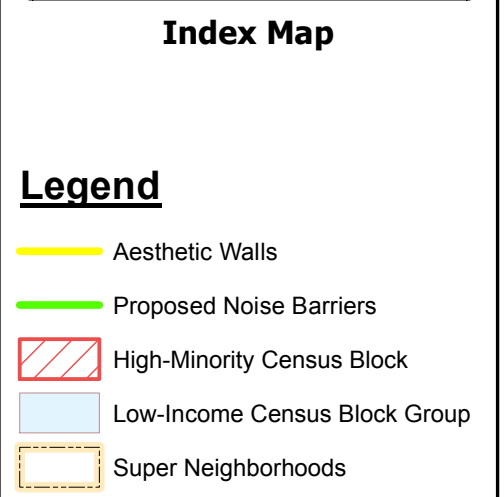 Index Map
Legend
Aesthetic Walls
Proposed Noise Barriers
High-Minority Census Block
Low-Income Census Block Group
Super Neighborhoods